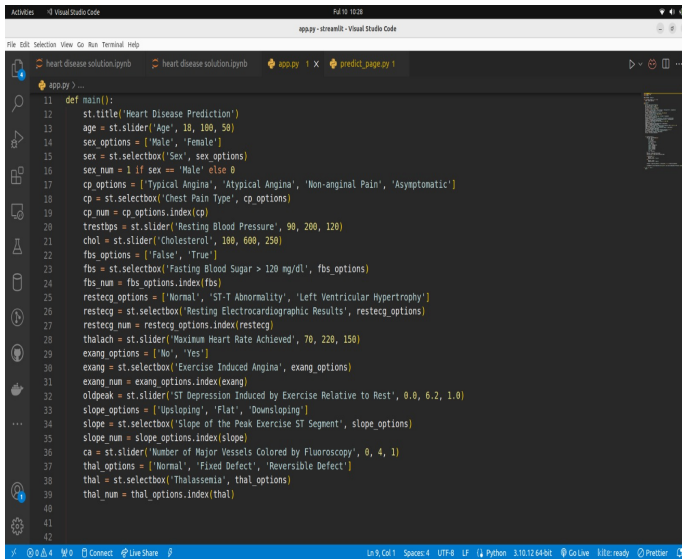 Activities
Visual Studio Code
Ful 10 10:28
app.py - streamlit - Visual Studio Code
File Edit Selection View Go Run Terminal Help
heart disease solution.ipynb
heart disease solution.ipynb
app.py 1 X
predict_page.py 1
app.py > ...
11 def main():
12 st.title('Heart Disease Prediction')
13 age = st.slider('Age', 18, 100, 50)
14 sex_options = ['Male', 'Female']
15 sex = st.selectbox('Sex', sex_options)
16 sex_num = 1 if sex == 'Male' else 0
17 cp_options = ['Typical Angina', 'Atypical Angina', 'Non-anginal Pain', 'Asymptomatic']
18 cp = st.selectbox('Chest Pain Type', cp_options)
19 cp_num = cp_options.index(cp)
20 trestbps = st.slider('Resting Blood Pressure', 90, 200, 120)
21 chol = st.slider('Cholesterol', 100, 600, 250)
22 fbs_options = ['False', 'True']
23 fbs = st.selectbox('Fasting Blood Sugar > 120 mg/dl', fbs_options)
24 fbs_num = fbs_options.index(fbs)
25 restecg_options = ['Normal', 'ST-T Abnormality', 'Left Ventricular Hypertrophy']
26 restecg = st.selectbox('Resting Electrocardiographic Results', restecg_options)
27 restecg_num = restecg_options.index(restecg)
28 thalach = st.slider('Maximum Heart Rate Achieved', 70, 220, 150)
29 exang_options = ['No', 'Yes']
30 exang = st.selectbox('Exercise Induced Angina', exang_options)
31 exang_num = exang_options.index(exang)
32 oldpeak = st.slider('ST Depression Induced by Exercise Relative to Rest', 0.0, 6.2, 1.0)
33 slope_options = ['Upsloping', 'Flat', 'Downsloping']
34 slope = st.selectbox('Slope of the Peak Exercise ST Segment', slope_options)
35 slope_num = slope_options.index(slope)
36 ca = st.slider('Number of Major Vessels Colored by Fluoroscopy', 0, 4, 1)
37 thal_options = ['Normal', 'Fixed Defect', 'Reversible Defect']
38 thal = st.selectbox('Thalassemia', thal_options)
39 thal_num = thal_options.index(thal)
40
41
42
0 4 0 Connect Live Share Ln 9, Col 1 Spaces: 4 UTF-8 LF Python 3.10.12 64-bit Go Live kite: ready Prettier